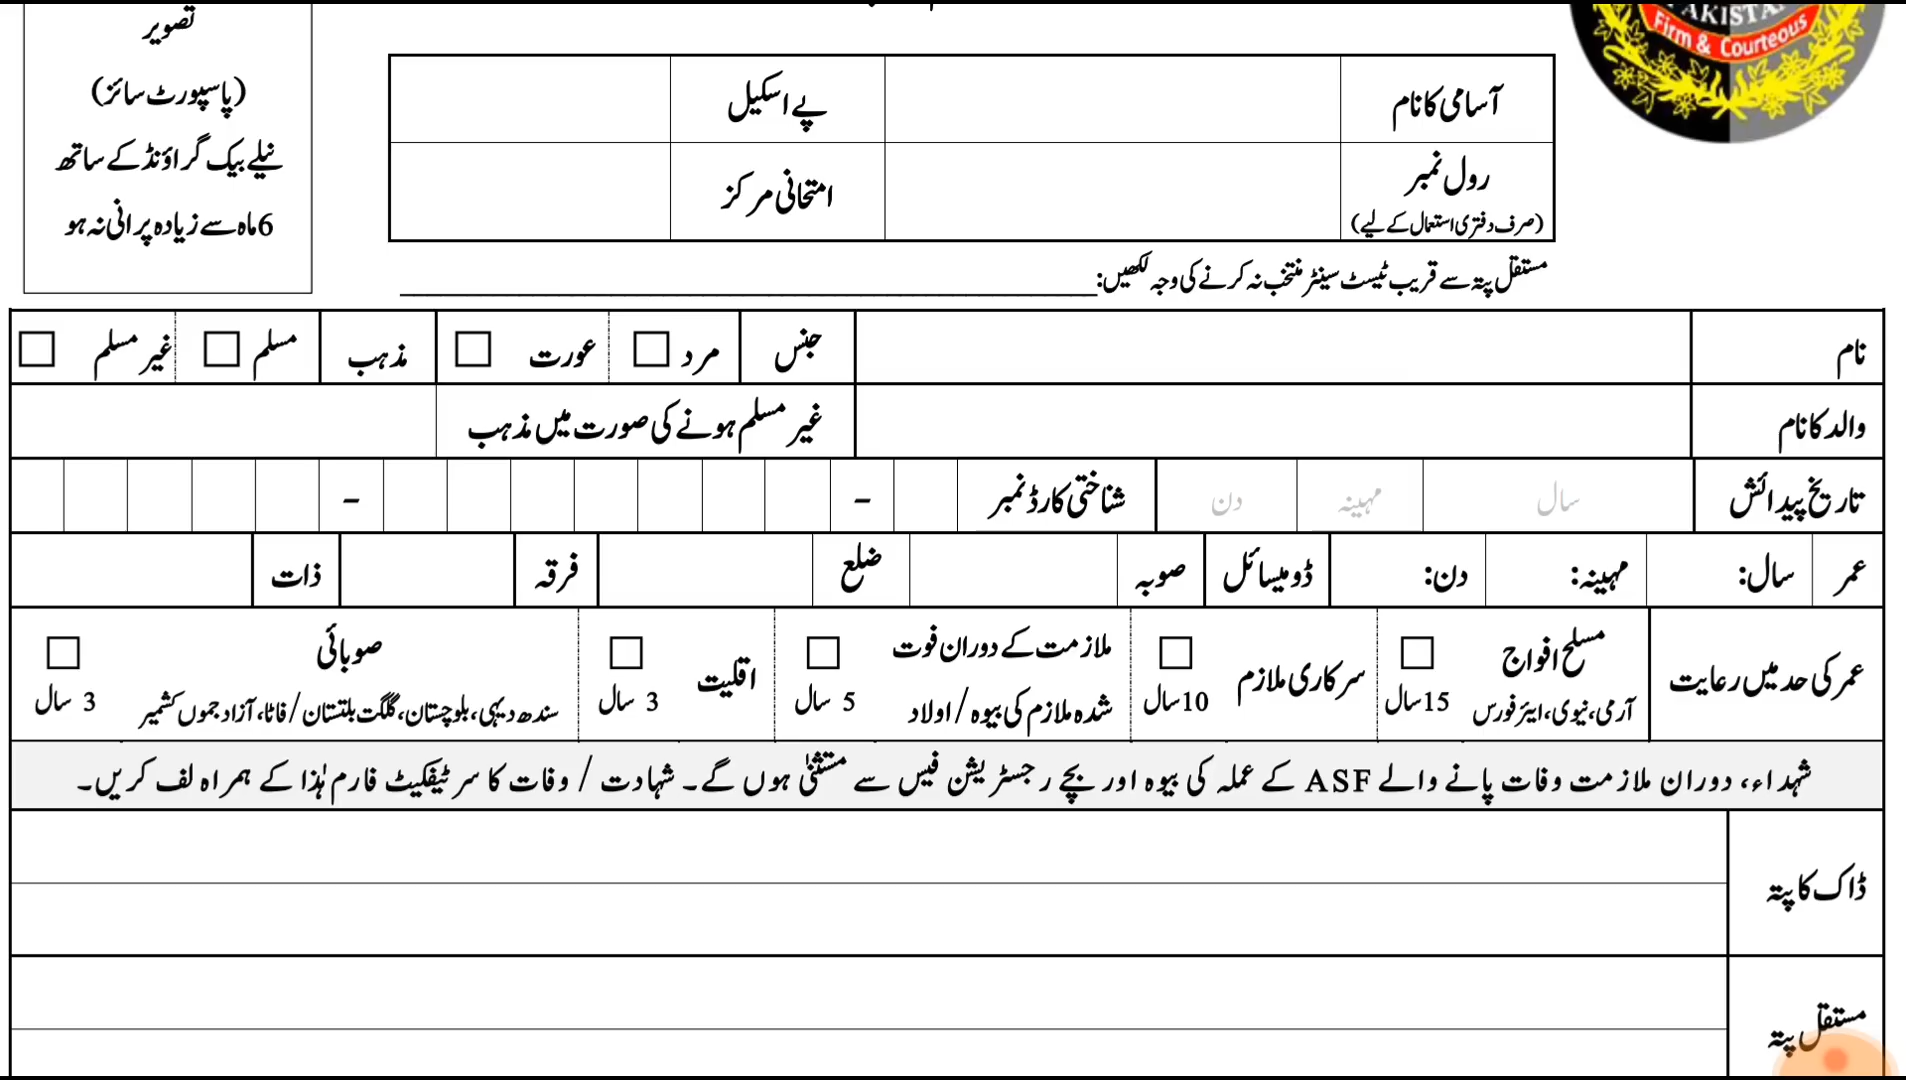 PAKISTAN
Firm & Courteous
تصویر
(پاسپورٹ سائز)
نیلے بیک گراؤنڈ کے ساتھ
6 ماہ سے زیادہ پرانی نہ ہو
آسامی کا نام پے اسکیل
رول نمبر امتحانی مرکز
(صرف دفتری استعمال کے لیے)
مستقل پتہ سے قریب ٹیسٹ سینٹر منتخب نہ کرنے کی وجہ لکھیں:
نام جنس مرد عورت مذہب مسلم غیر مسلم
والد کا نام غیر مسلم ہونے کی صورت میں مذہب
تاریخ پیدائش سال مہینہ دن شناختی کارڈ نمبر - -
عمر سال: مہینہ: دن: ڈومیسائل صوبہ ضلع فرقہ ذات
عمر کی حد میں رعایت
مسلح افواج
آرمی، نیوی، ایئر فورس 15 سال
سرکاری ملازم 10 سال
ملازمت کے دوران فوت
شدہ ملازم کی بیوہ / اولاد 5 سال
اقلیت 3 سال
صوبائی
سندھ دیہی، بلوچستان، گلگت بلتستان / فاٹا، آزاد جموں کشمیر 3 سال
شہداء، دوران ملازمت وفات پانے والے ASF کے عملہ کی بیوہ اور بچے رجسٹریشن فیس سے مستثنیٰ ہوں گے۔ شہادت / وفات کا سرٹیفکیٹ فارم ہٰذا کے ہمراہ لف کریں۔
ڈاک کا پتہ
مستقل پتہ